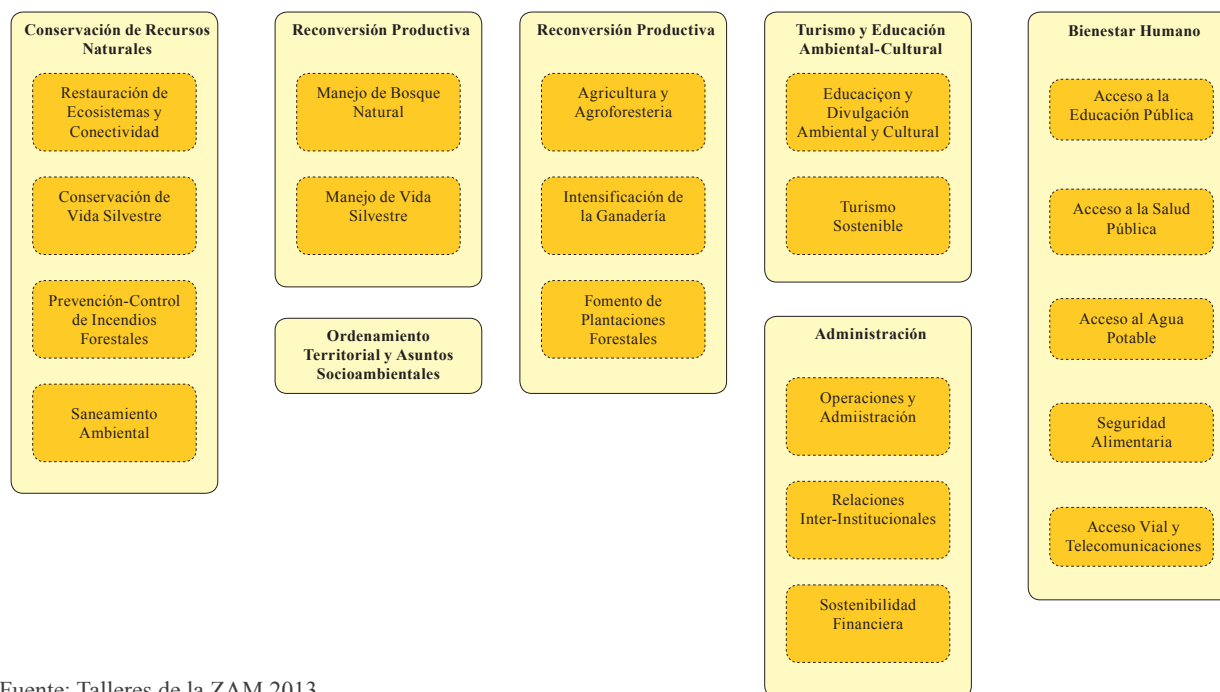 Conservación de Recursos
Naturales
Restauración de
Ecosistemas y
Conectividad
Conservación de
Vida Silvestre
Prevención-Control
de Incendios
Forestales
Saneamiento
Ambiental
Reconversión Productiva
Manejo de Bosque
Natural
Manejo de Vida
Silvestre
Ordenamiento
Territorial y Asuntos
Socioambientales
Reconversión Productiva
Agricultura y
Agroforesteria
Intensificación de
la Ganadería
Fomento de
Plantaciones
Forestales
Turismo y Educación
Ambiental-Cultural
Educaciçon y
Divulgación
Ambiental y Cultural
Turismo
Sostenible
Administración
Operaciones y
Admiistración
Relaciones
Inter-Institucionales
Sostenibilidad
Financiera
Bienestar Humano
Acceso a la
Educación Pública
Acceso a la Salud
Pública
Acceso al Agua
Potable
Seguridad
Alimentaria
Acceso Vial y
Telecomunicaciones
Fuente: Talleres de la ZAM 2013